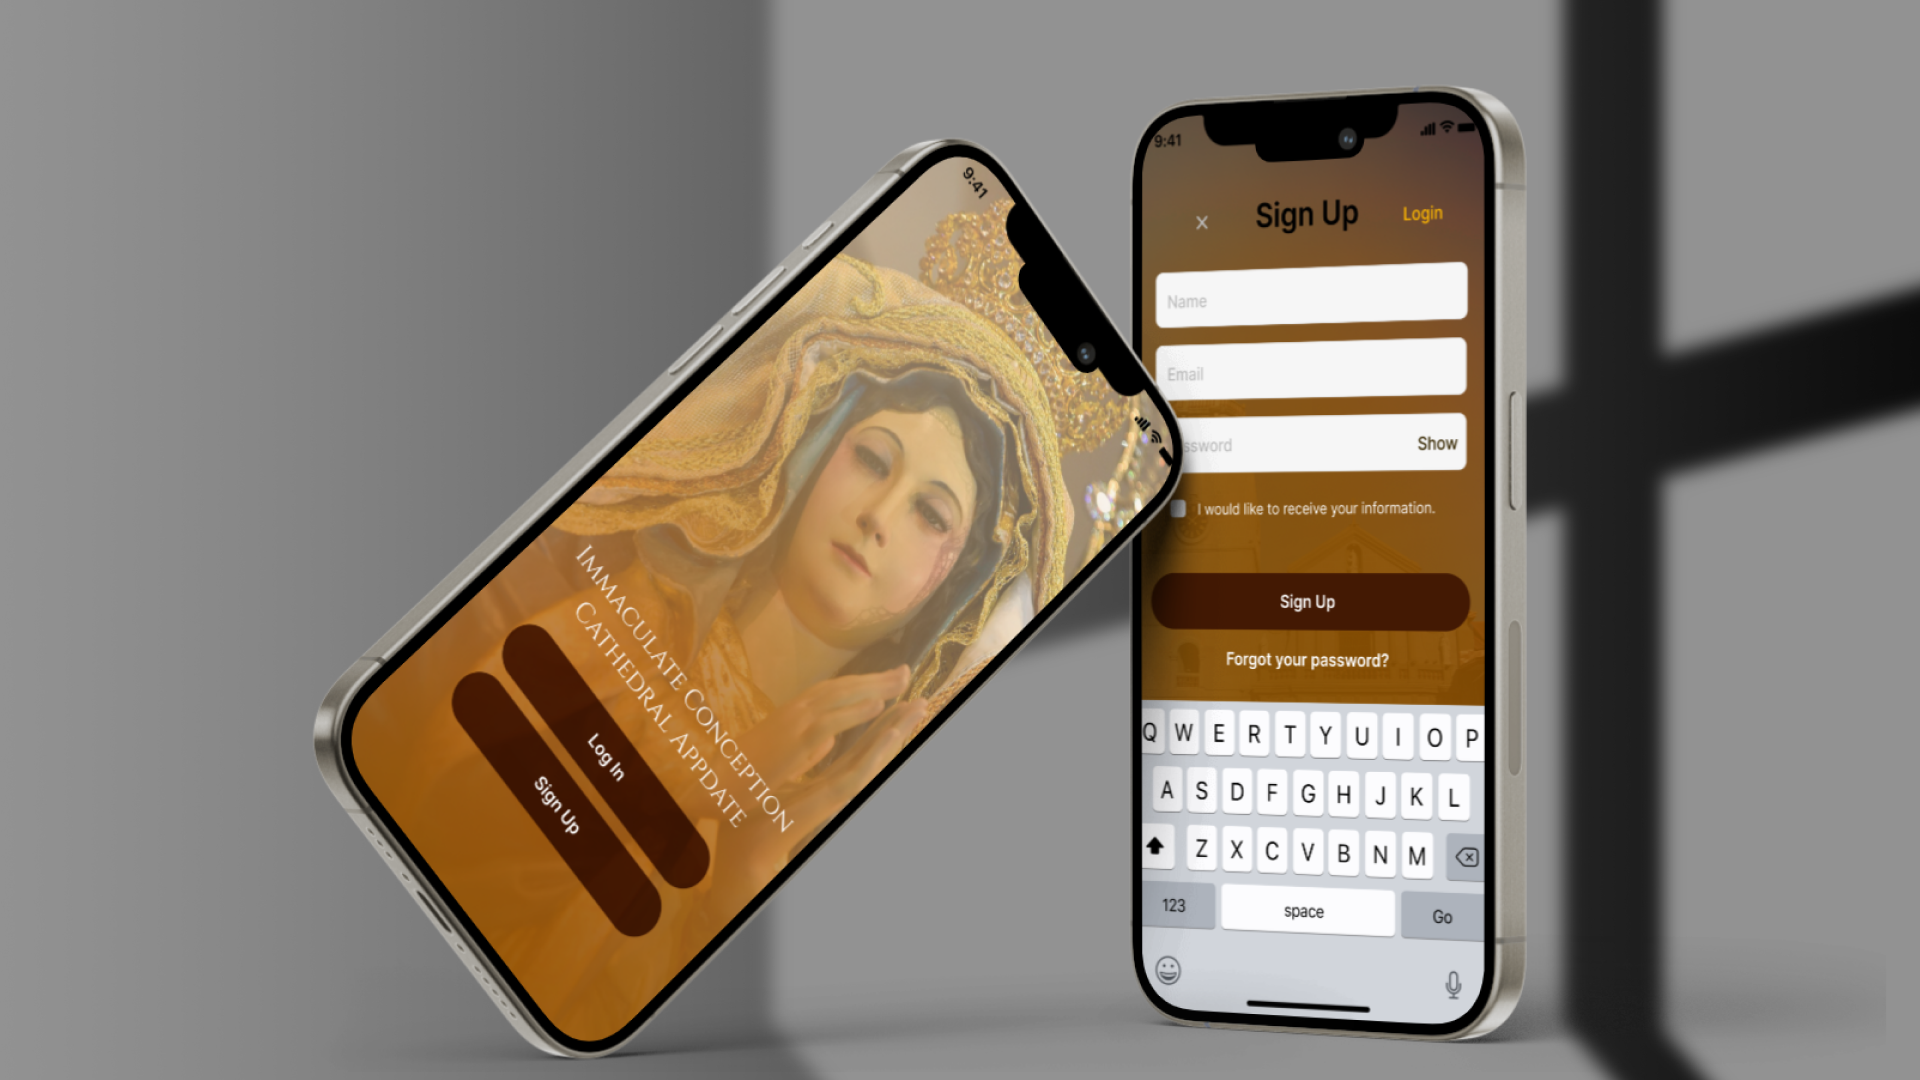 9:41
IMMACULATE CONCEPTION
CATHEDRAL APPDATE
Log In
Sign Up
9:41
Sign Up
Login
Name
Email
ssword
Show
I would like to receive your information.
Sign Up
Forgot your password?
Q W E R T Y U I O P
A S D F G H J K L
Z X C V B N M
123
space
Go